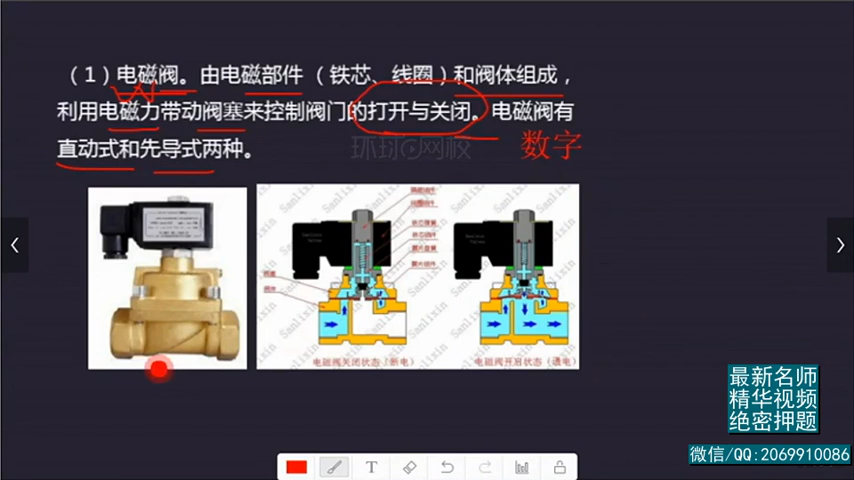 (1)电磁阀。由电磁部件(铁芯、线圈)和阀体组成，
利用电磁力带动阀塞来控制阀门的打开与关闭。电磁阀有
直动式和先导式两种。
数字
环球网校
Sanlixin
电磁阀关闭状态(断电)
电磁阀开启状态(通电)
最新名师
精华视频
绝密押题
微信/QQ:2069910086
T